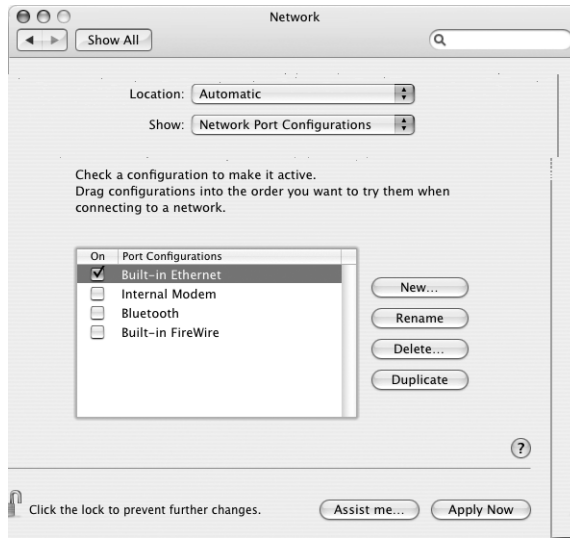 Network
Show All
Location: Automatic
Show: Network Port Configurations
Check a configuration to make it active.
Drag configurations into the order you want to try them when
connecting to a network.
On Port Configurations
Built-in Ethernet
Internal Modem
Bluetooth
Built-in FireWire
New...
Rename
Delete...
Duplicate
?
Click the lock to prevent further changes.
Assist me...
Apply Now